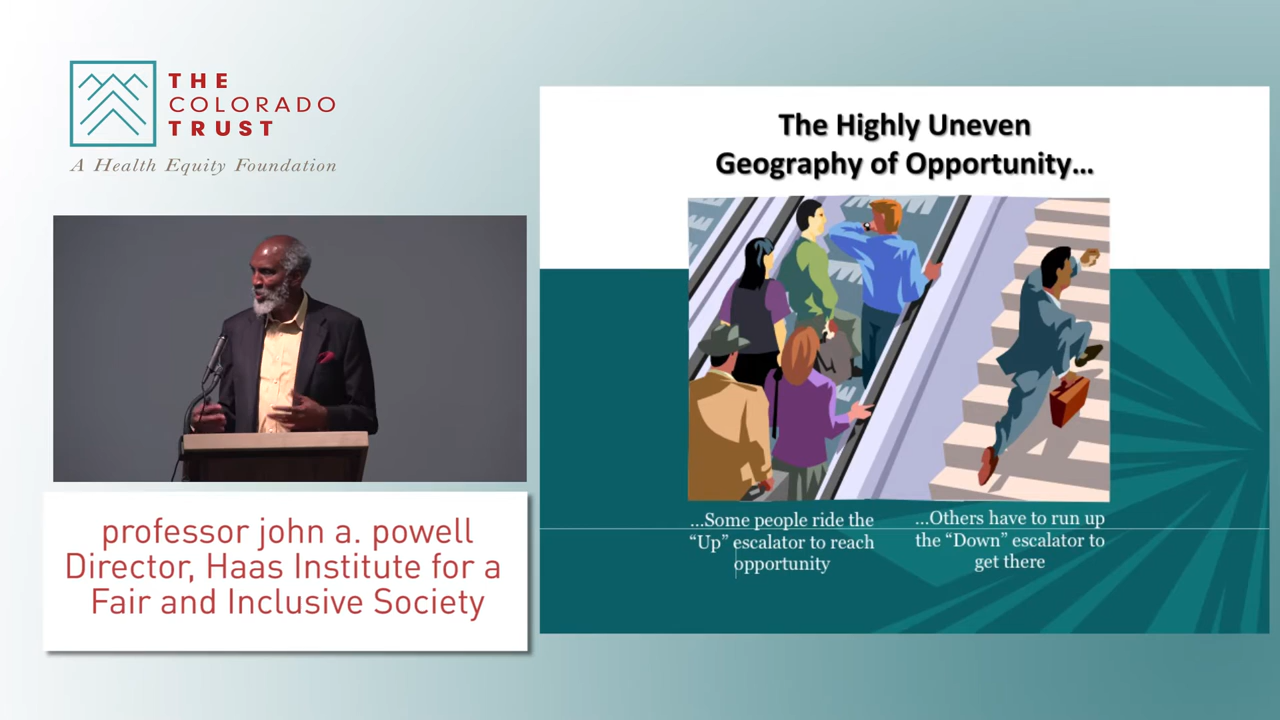 THE
COLORADO
TRUST
A Health Equity Foundation
professor john a. powell
Director, Haas Institute for a
Fair and Inclusive Society
The Highly Uneven
Geography of Opportunity...
...Some people ride the
“Up” escalator to reach
opportunity
...Others have to run up
the “Down” escalator to
get there